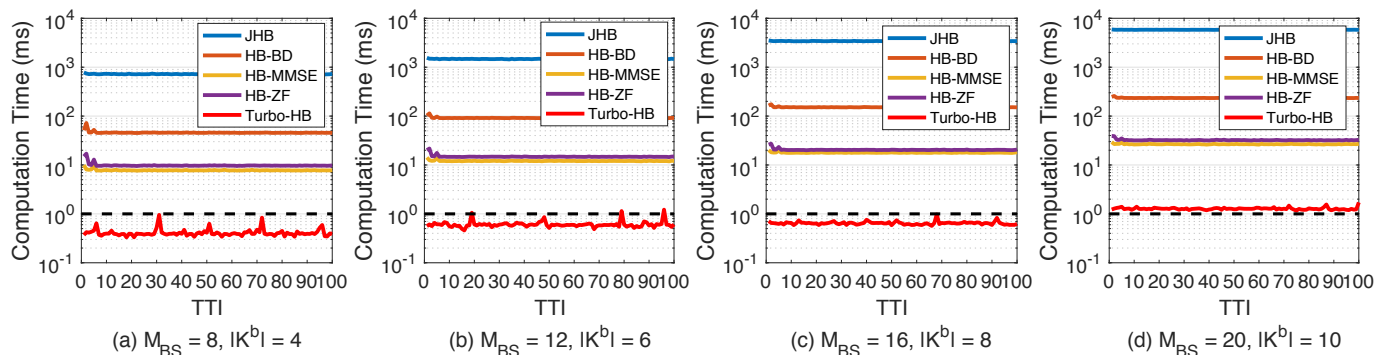 Computation Time (ms)
10^4
10^3
10^2
10^1
10^0
10^-1
JHB
HB-BD
HB-MMSE
HB-ZF
Turbo-HB
0 10 20 30 40 50 60 70 80 90 100
TTI
(a) M_BS = 8, |K^b| = 4
Computation Time (ms)
10^4
10^3
10^2
10^1
10^0
10^-1
JHB
HB-BD
HB-MMSE
HB-ZF
Turbo-HB
0 10 20 30 40 50 60 70 80 90 100
TTI
(b) M_BS = 12, |K^b| = 6
Computation Time (ms)
10^4
10^3
10^2
10^1
10^0
10^-1
JHB
HB-BD
HB-MMSE
HB-ZF
Turbo-HB
0 10 20 30 40 50 60 70 80 90 100
TTI
(c) M_BS = 16, |K^b| = 8
Computation Time (ms)
10^4
10^3
10^2
10^1
10^0
10^-1
JHB
HB-BD
HB-MMSE
HB-ZF
Turbo-HB
0 10 20 30 40 50 60 70 80 90 100
TTI
(d) M_BS = 20, |K^b| = 10